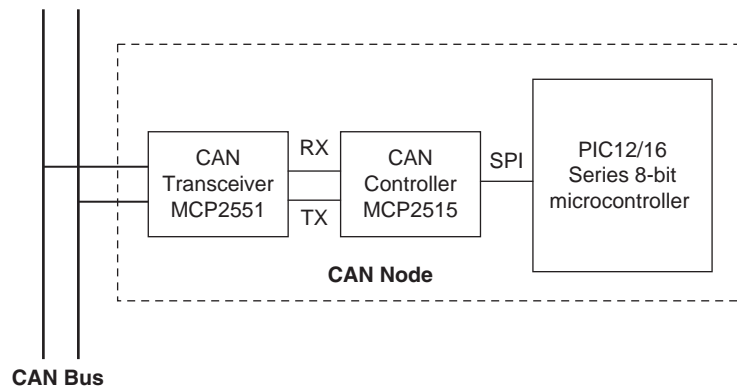 CAN
Transceiver
MCP2551
RX
TX
CAN
Controller
MCP2515
SPI
PIC12/16
Series 8-bit
microcontroller
CAN Node
CAN Bus